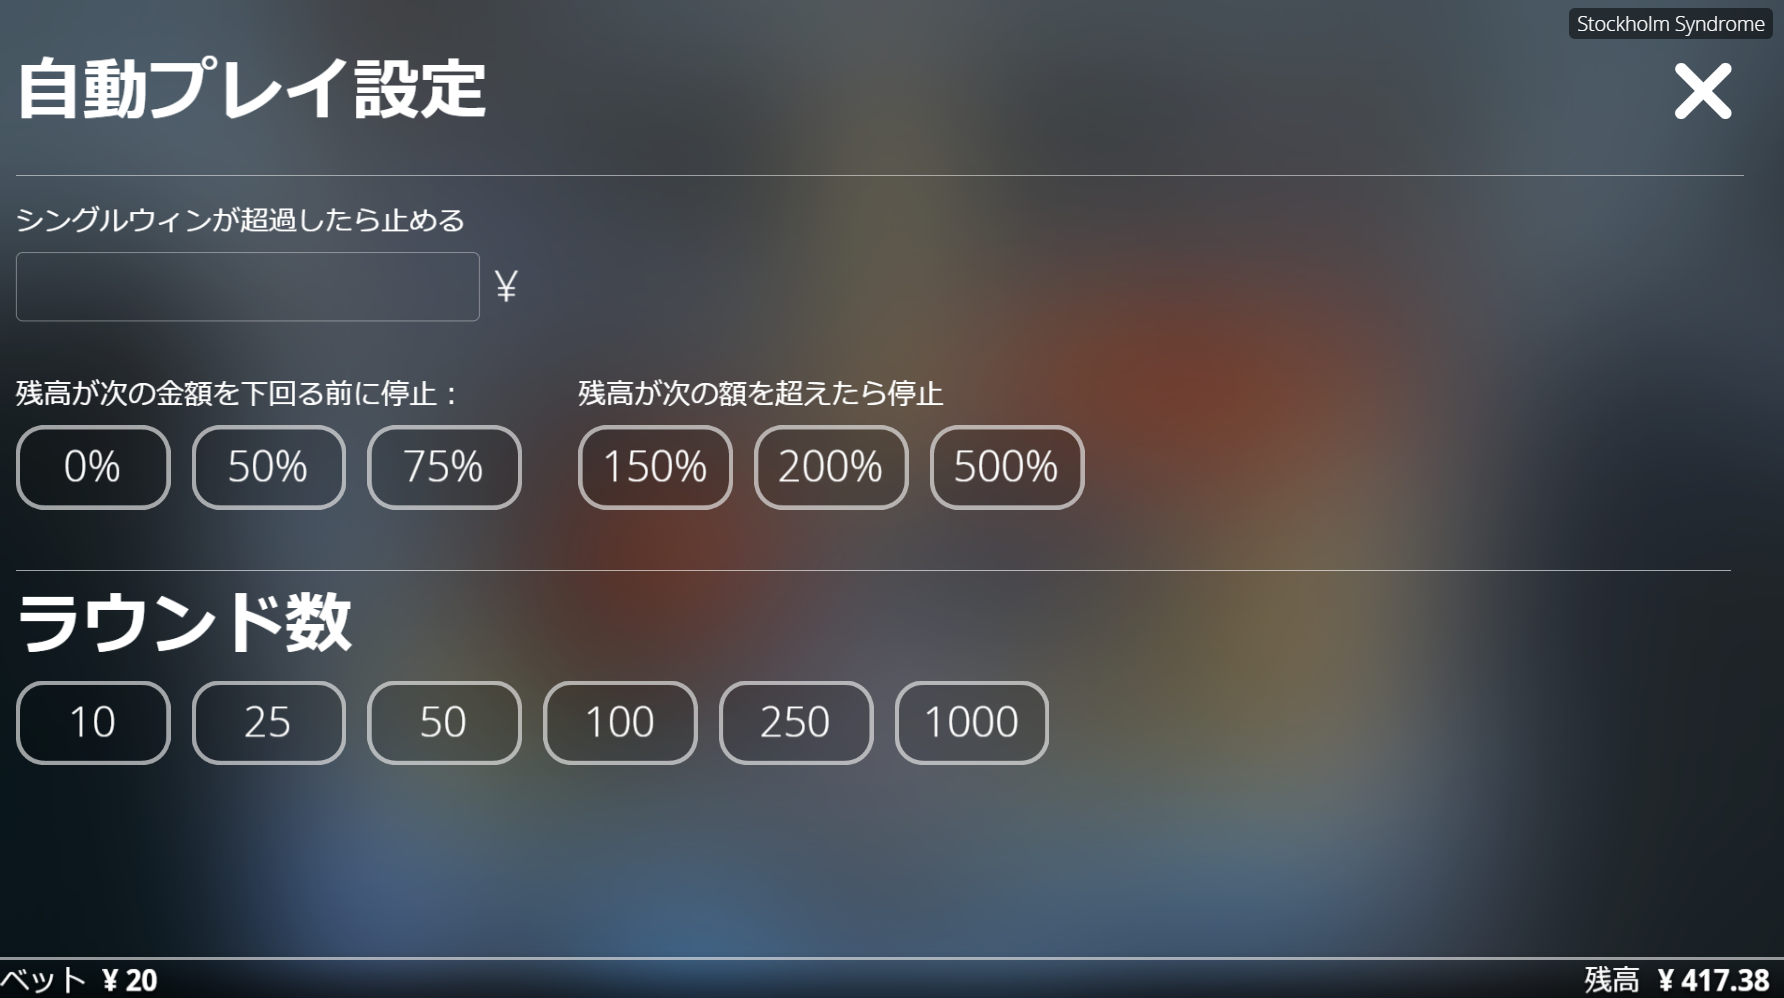 Stockholm Syndrome
自動プレイ設定
シングルウィンが超過したら止める
¥
残高が次の金額を下回る前に停止： 残高が次の額を超えたら停止
0% 50% 75% 150% 200% 500%
ラウンド数
10 25 50 100 250 1000
ベット ¥ 20 残高 ¥ 417.38